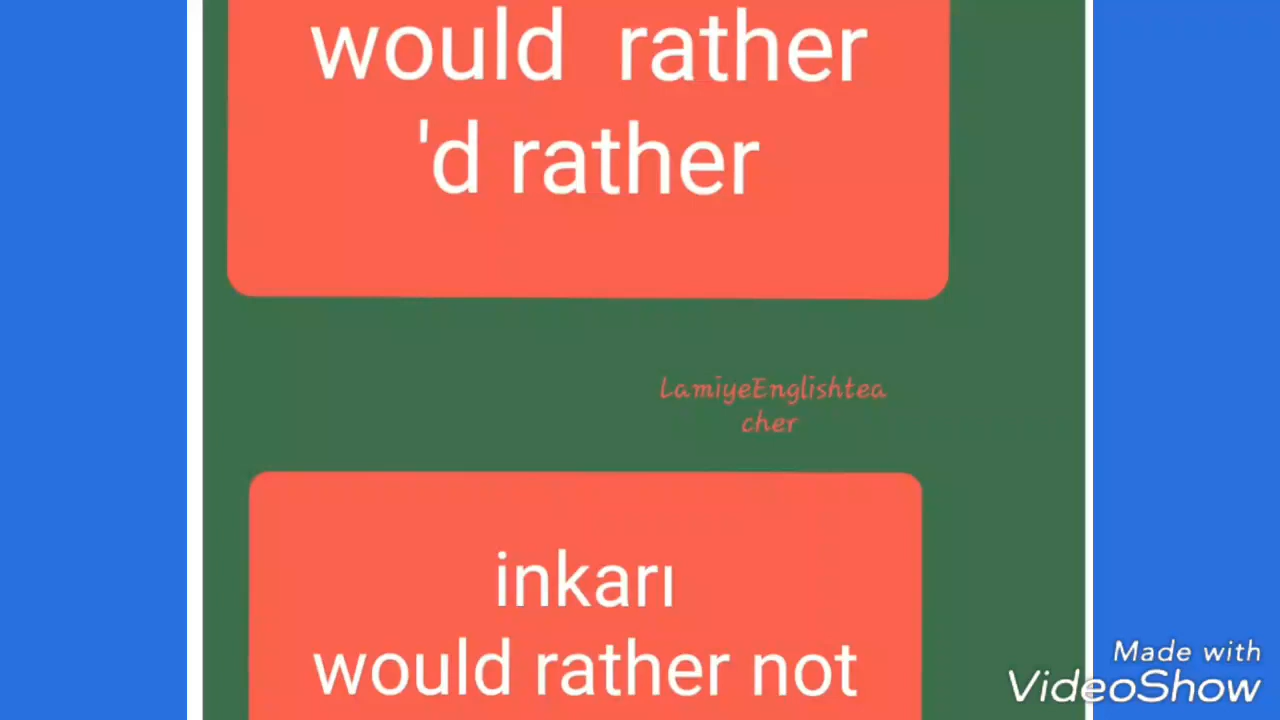 would rather
'd rather
LamiyeEnglishtea
cher
inkarı
would rather not
Made with
VideoShow